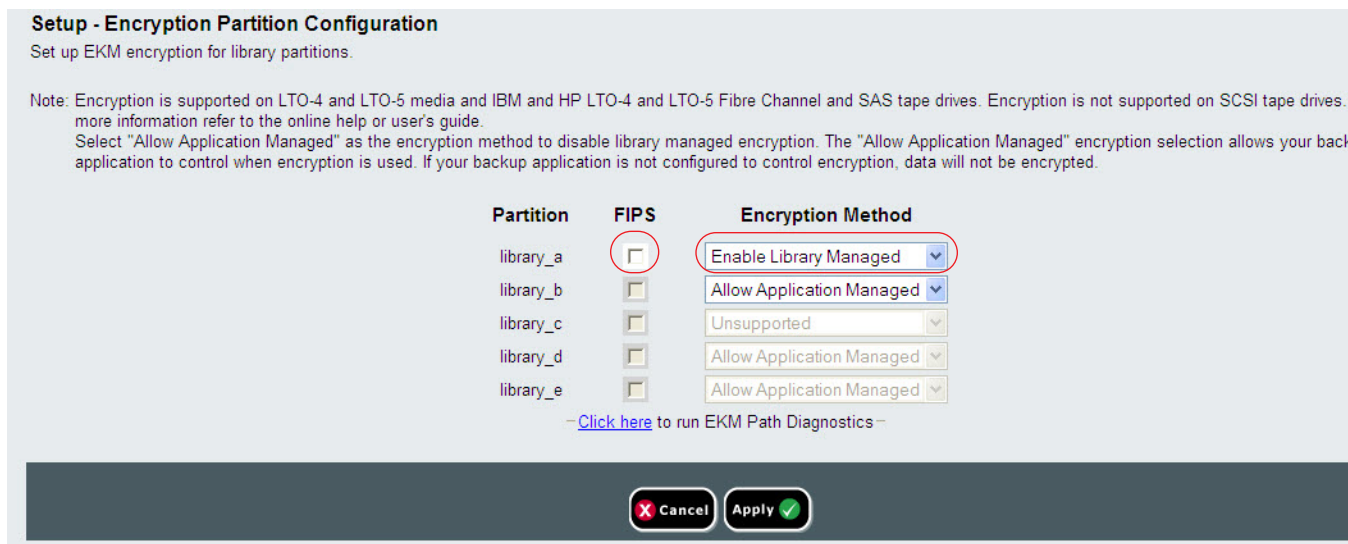 Setup - Encryption Partition Configuration
Set up EKM encryption for library partitions.
Note: Encryption is supported on LTO-4 and LTO-5 media and IBM and HP LTO-4 and LTO-5 Fibre Channel and SAS tape drives. Encryption is not supported on SCSI tape drives.
more information refer to the online help or user's guide.
Select "Allow Application Managed" as the encryption method to disable library managed encryption. The "Allow Application Managed" encryption selection allows your back
application to control when encryption is used. If your backup application is not configured to control encryption, data will not be encrypted.
Partition FIPS Encryption Method
library_a Enable Library Managed
library_b Allow Application Managed
library_c Unsupported
library_d Allow Application Managed
library_e Allow Application Managed
–Click here to run EKM Path Diagnostics–
Cancel Apply